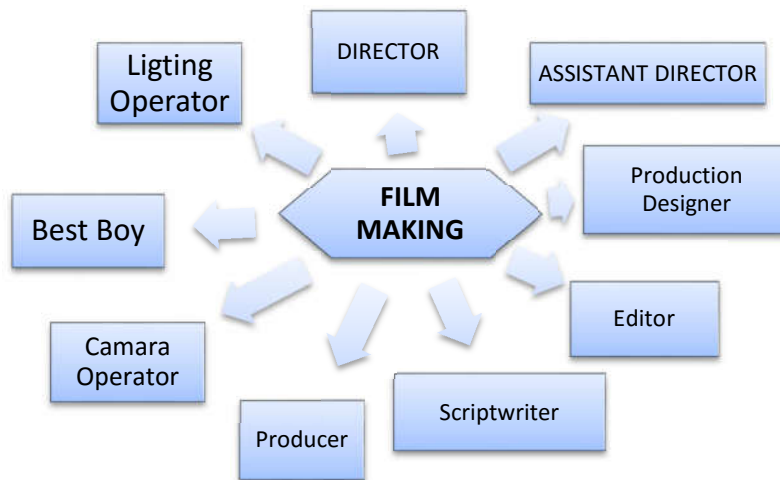 DIRECTOR
Ligting
Operator
ASSISTANT DIRECTOR
FILM
MAKING
Production
Designer
Best Boy
Editor
Camara
Operator
Scriptwriter
Producer